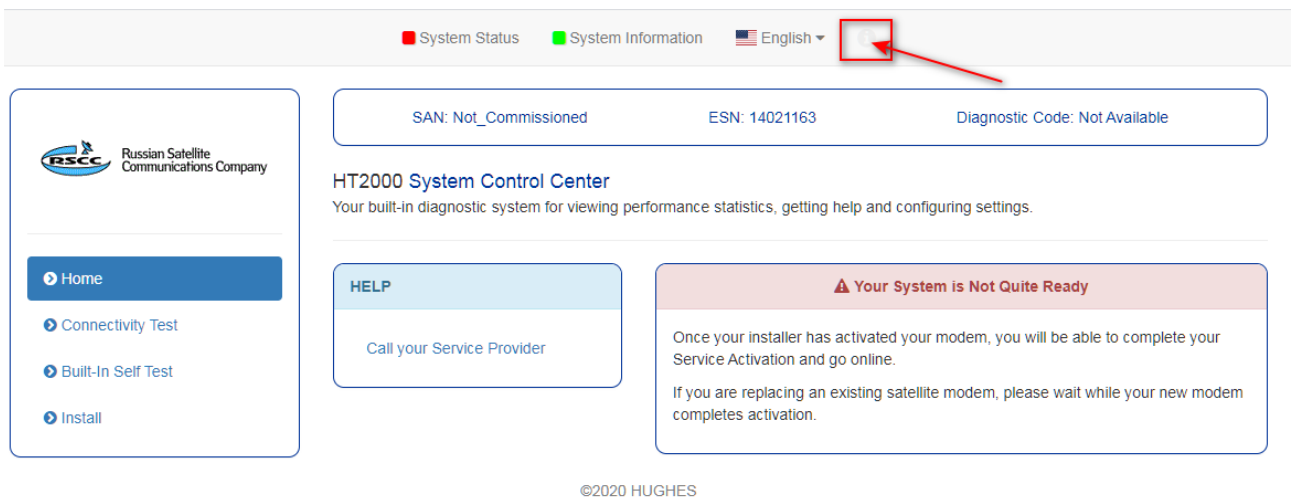 System Status System Information English
SAN: Not_Commissioned ESN: 14021163 Diagnostic Code: Not Available
RSCC Russian Satellite
Communications Company
HT2000 System Control Center
Your built-in diagnostic system for viewing performance statistics, getting help and configuring settings.
Home
Connectivity Test
Built-In Self Test
Install
HELP
Call your Service Provider
Your System is Not Quite Ready
Once your installer has activated your modem, you will be able to complete your
Service Activation and go online.
If you are replacing an existing satellite modem, please wait while your new modem
completes activation.
©2020 HUGHES